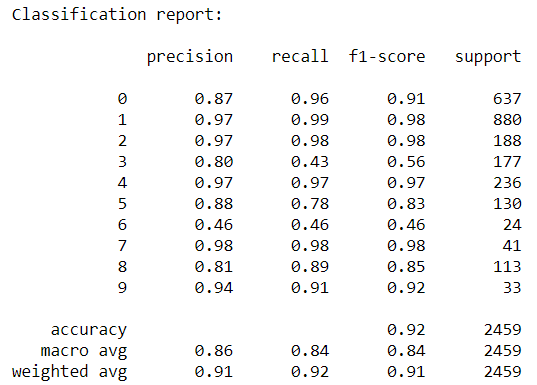 Classification report:
precision recall f1-score support
0 0.87 0.96 0.91 637
1 0.97 0.99 0.98 880
2 0.97 0.98 0.98 188
3 0.80 0.43 0.56 177
4 0.97 0.97 0.97 236
5 0.88 0.78 0.83 130
6 0.46 0.46 0.46 24
7 0.98 0.98 0.98 41
8 0.81 0.89 0.85 113
9 0.94 0.91 0.92 33
accuracy 0.92 2459
macro avg 0.86 0.84 0.84 2459
weighted avg 0.91 0.92 0.91 2459